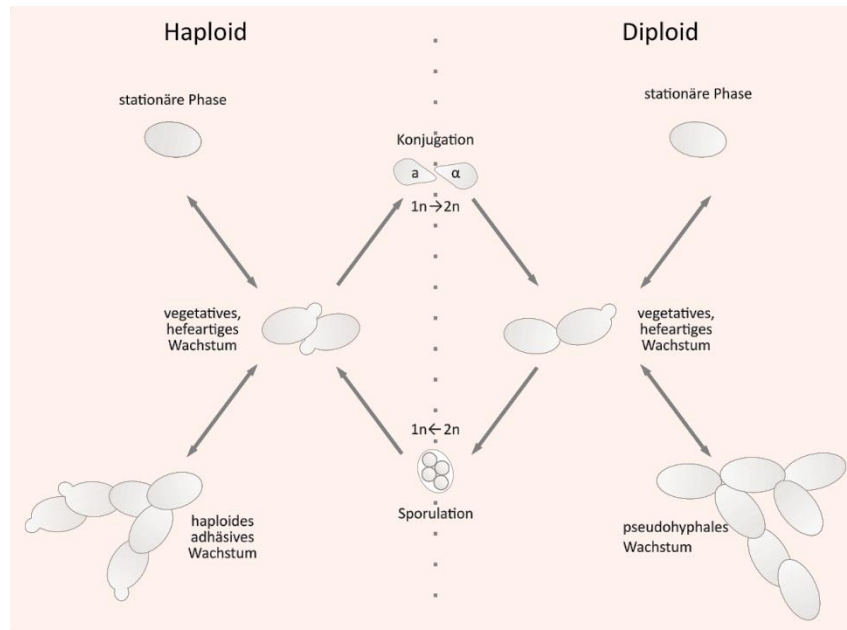 Haploid
Diploid
stationäre Phase
stationäre Phase
Konjugation
a α
1n→2n
vegetatives,
hefeartiges
Wachstum
vegetatives,
hefeartiges
Wachstum
1n←2n
Sporulation
haploides
adhäsives
Wachstum
pseudohyphales
Wachstum